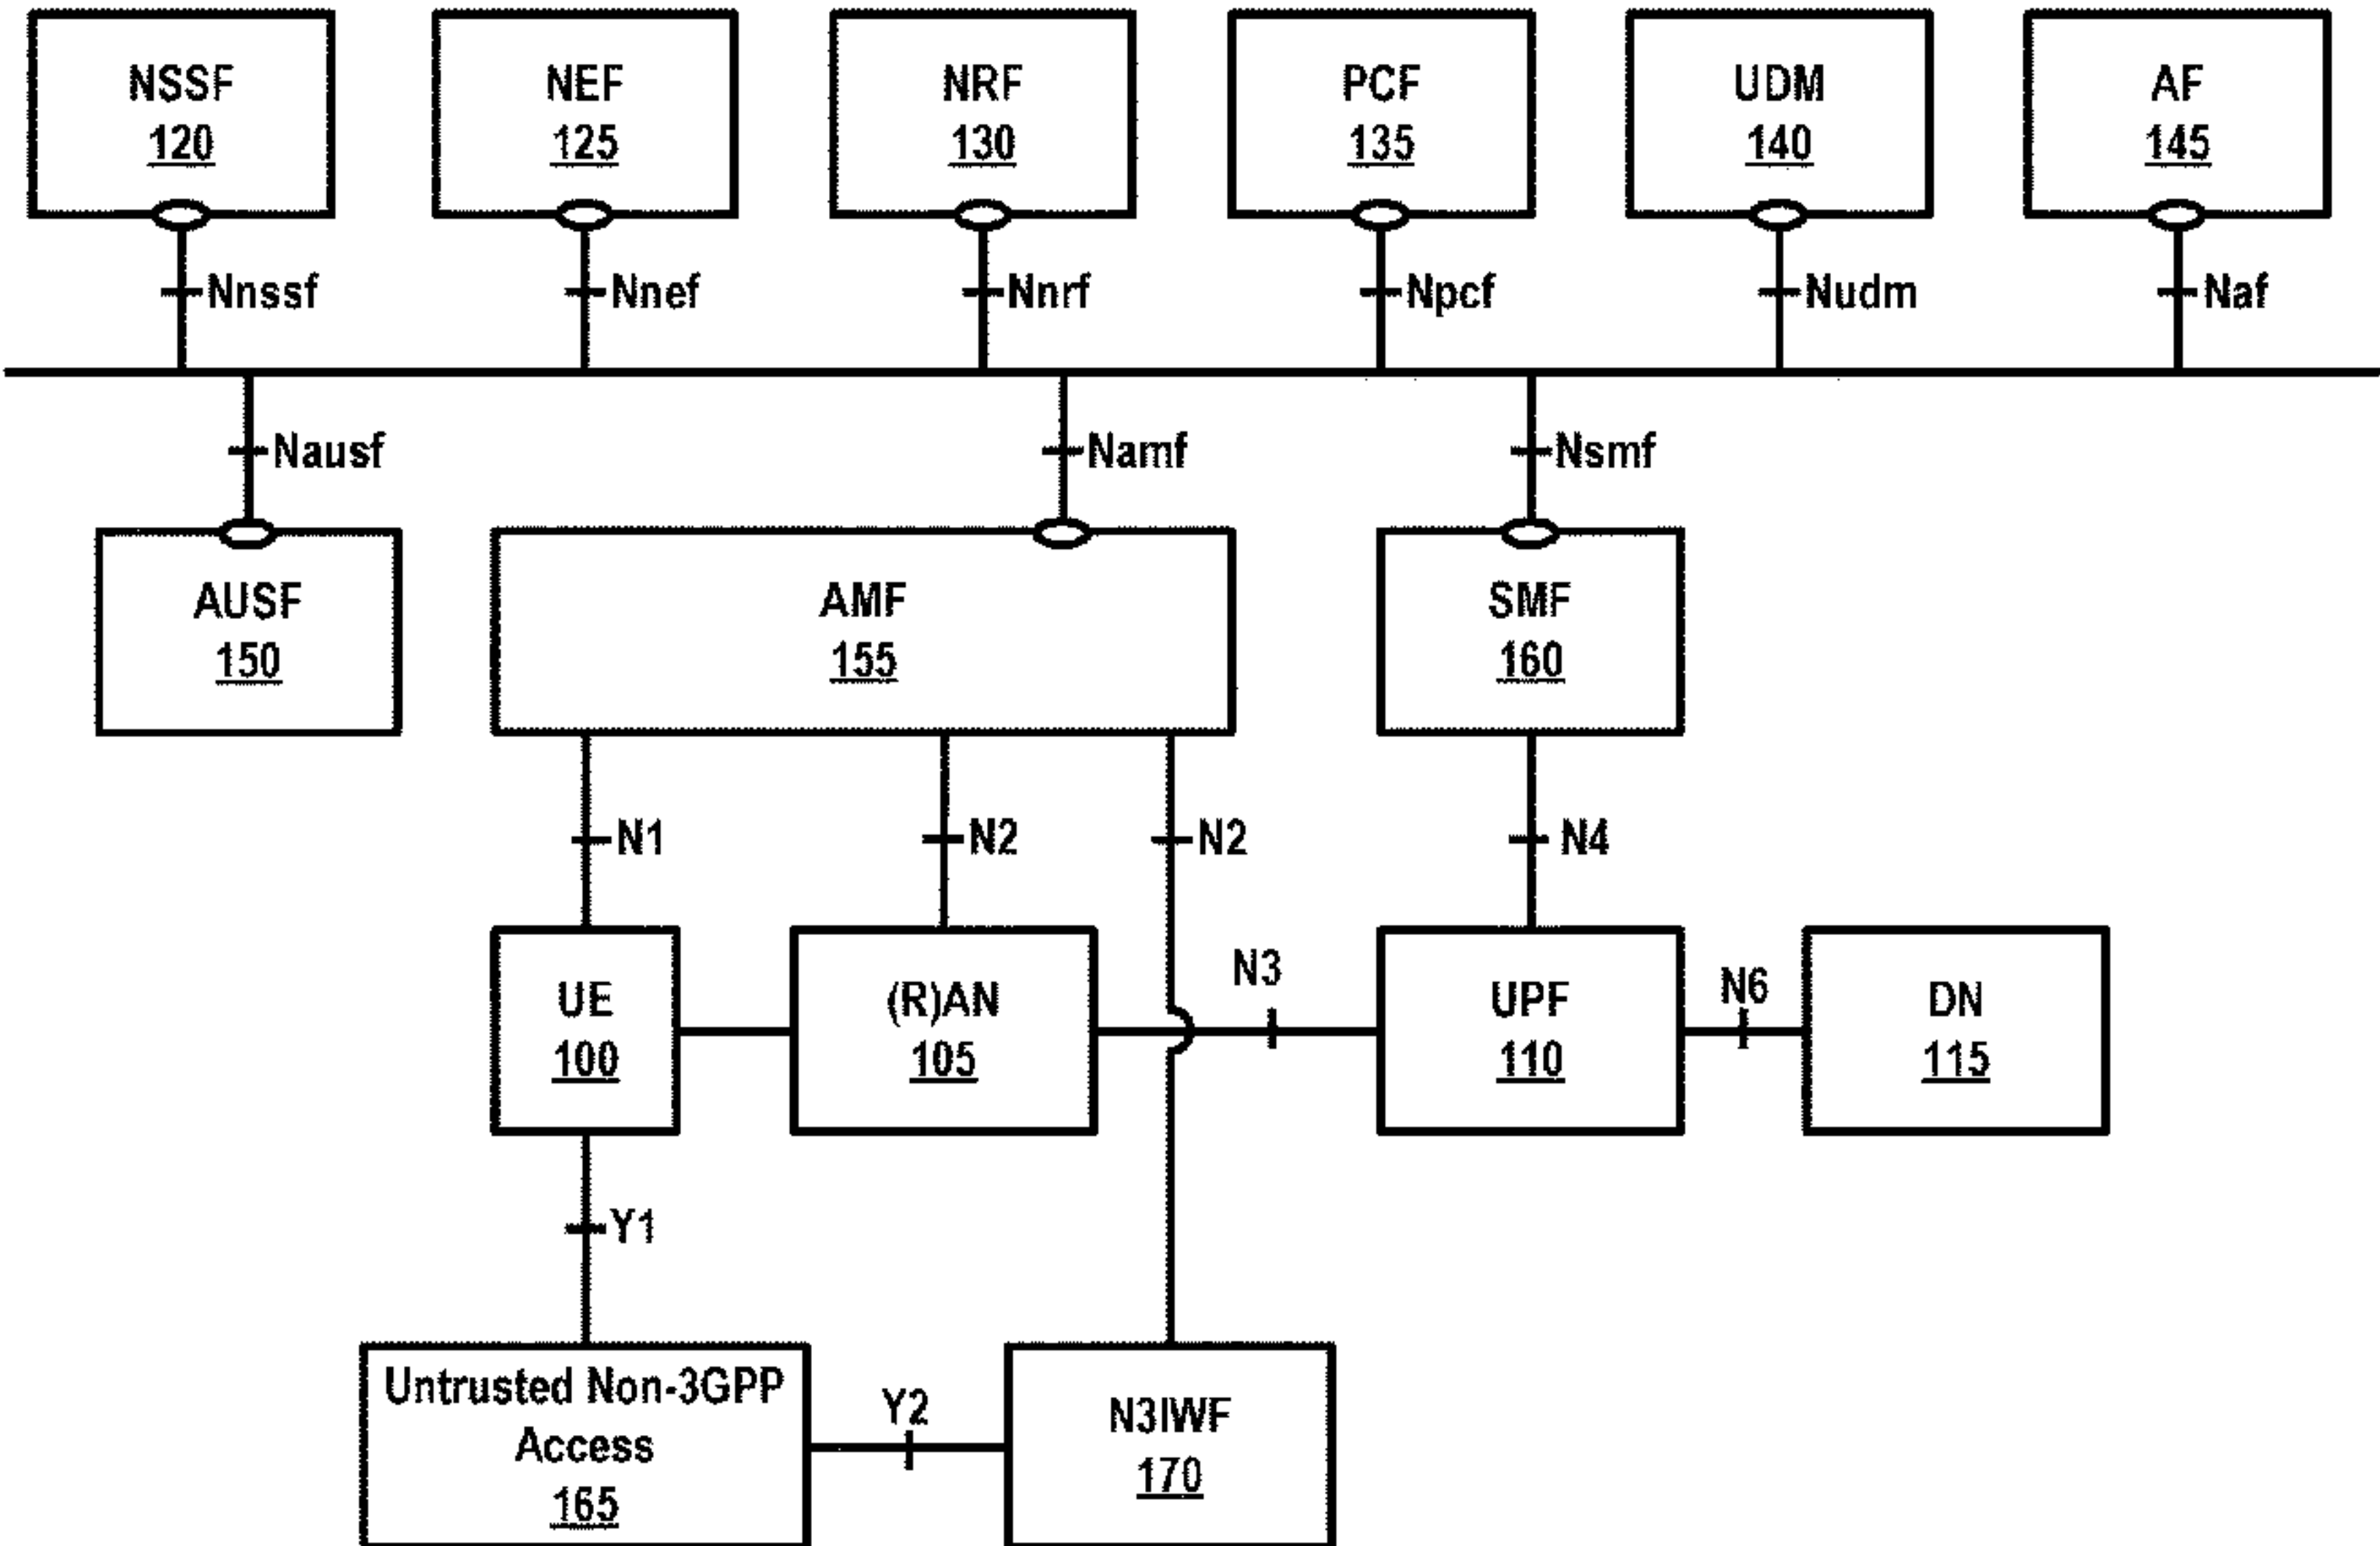 NSSF
120
NEF
125
NRF
130
PCF
135
UDM
140
AF
145
Nnssf
Nnef
Nnrf
Npcf
Nudm
Naf
Nausf
Namf
Nsmf
AUSF
150
AMF
155
SMF
160
N1
N2
N2
N4
UE
100
(R)AN
105
N3
UPF
110
N6
DN
115
Y1
Untrusted Non-3GPP
Access
165
Y2
N3IWF
170